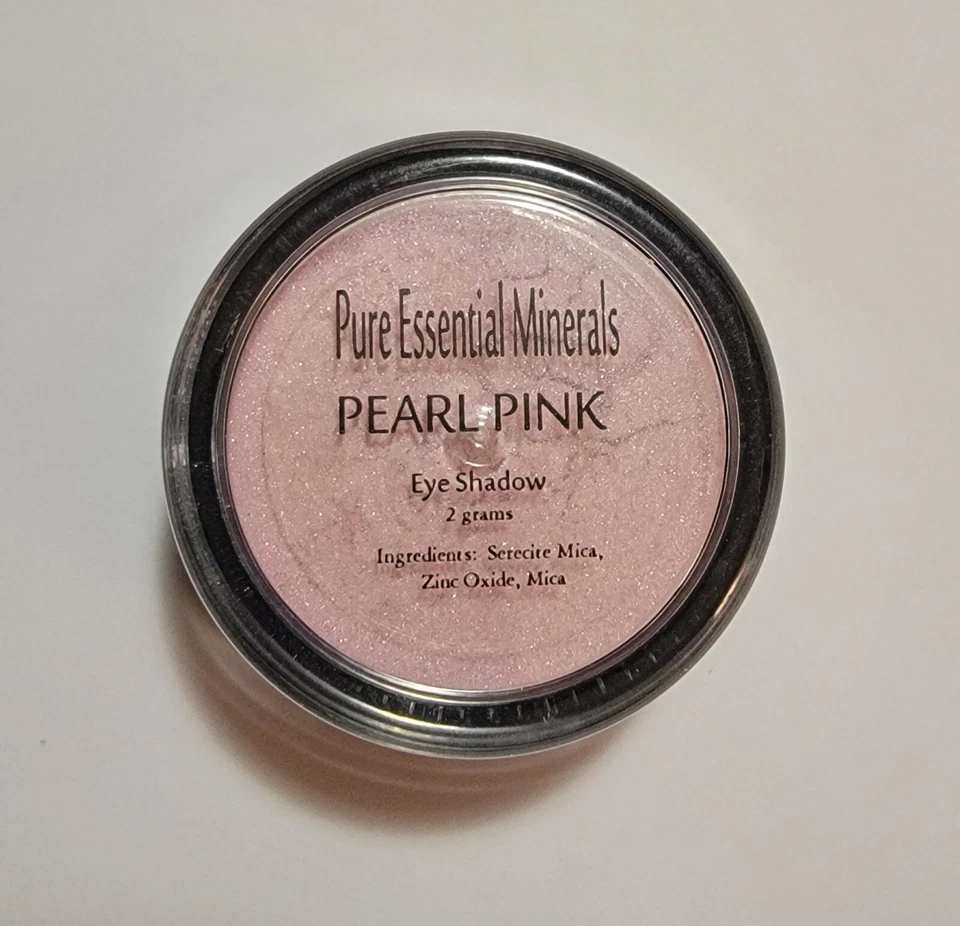 Pure Essential Minerals
PEARL PINK
Eye Shadow
2 grams
Ingredients: Serecite Mica,
Zinc Oxide, Mica